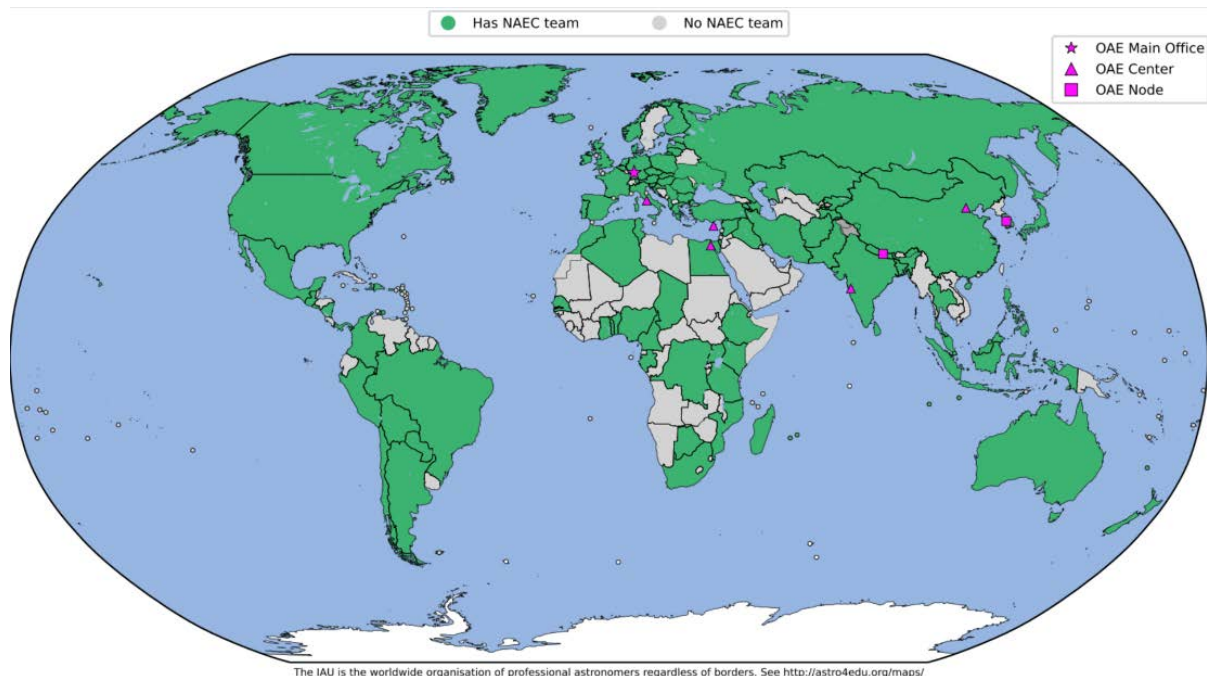 Has NAEC team
No NAEC team
OAE Main Office
OAE Center
OAE Node
The IAU is the worldwide organisation of professional astronomers regardless of borders. See http://astro4edu.org/maps/